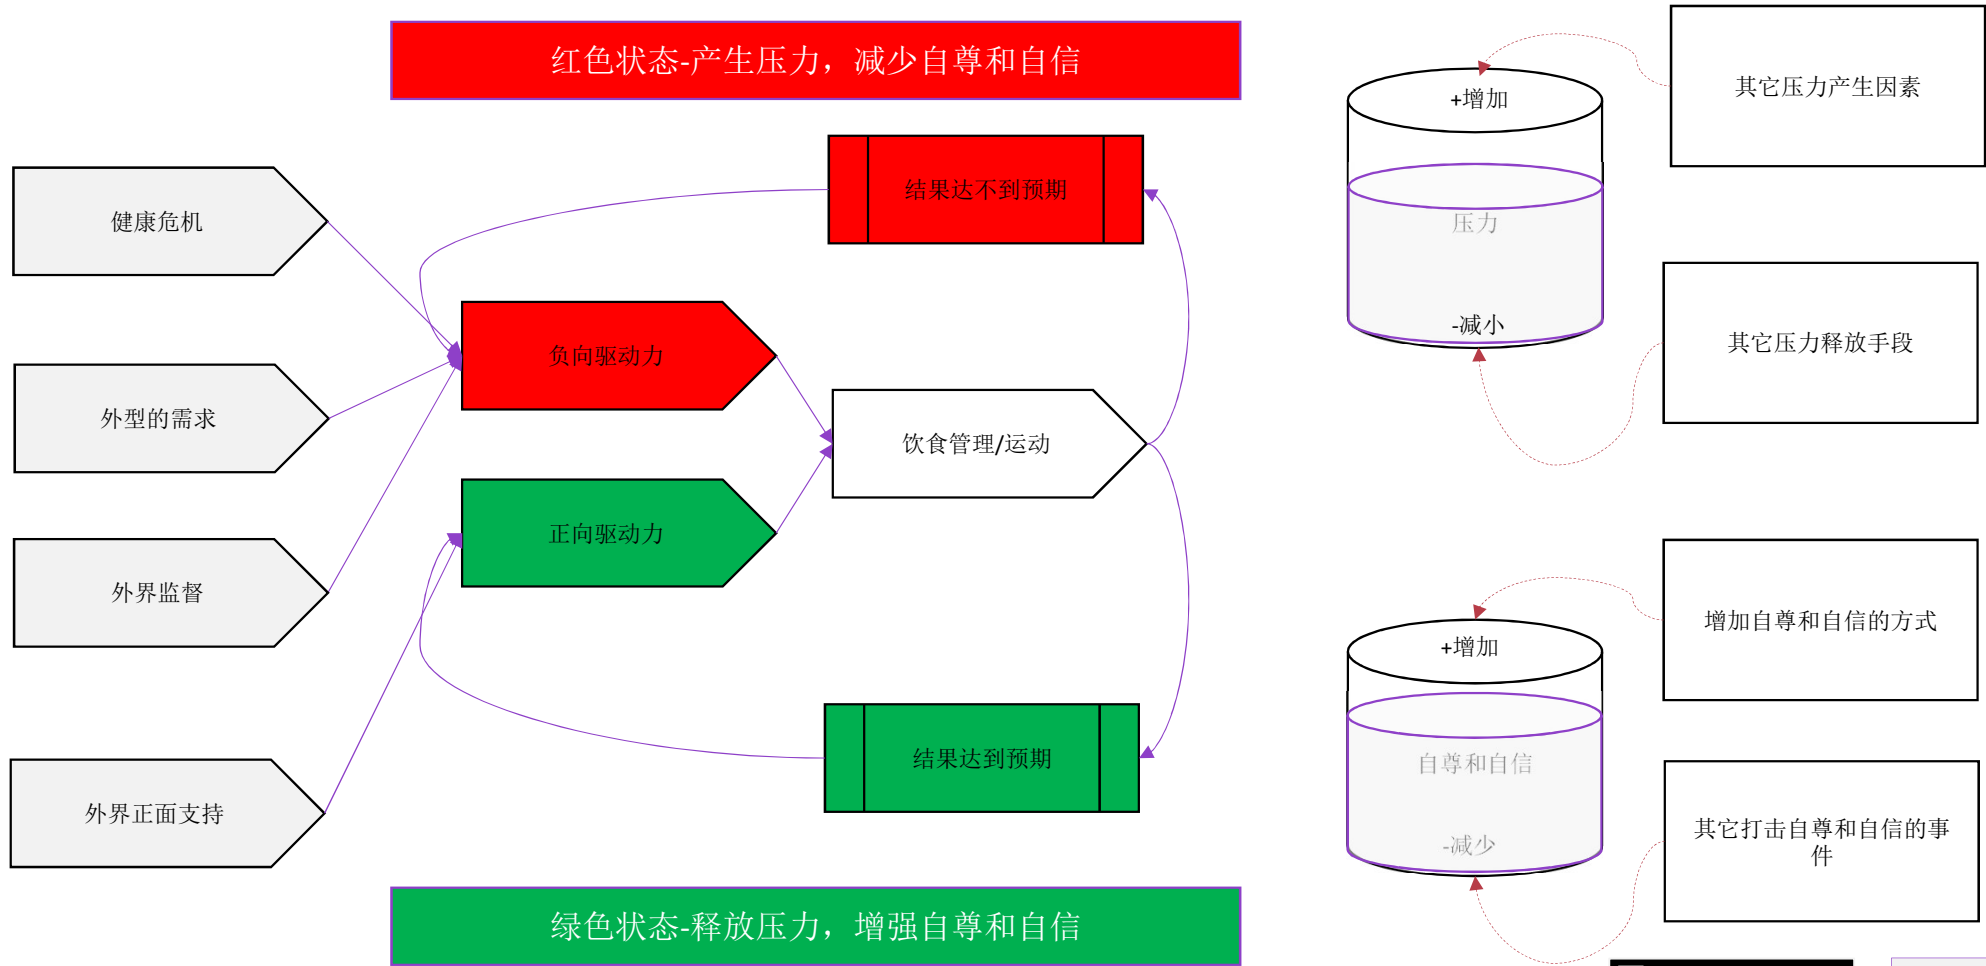 红色状态-产生压力，减少自尊和自信
其它压力产生因素
+增加
结果达不到预期
健康危机
压力
-减小
其它压力释放手段
负向驱动力
外型的需求
饮食管理/运动
正向驱动力
外界监督
增加自尊和自信的方式
+增加
结果达到预期
自尊和自信
外界正面支持
其它打击自尊和自信的事
件
-减少
绿色状态-释放压力，增强自尊和自信